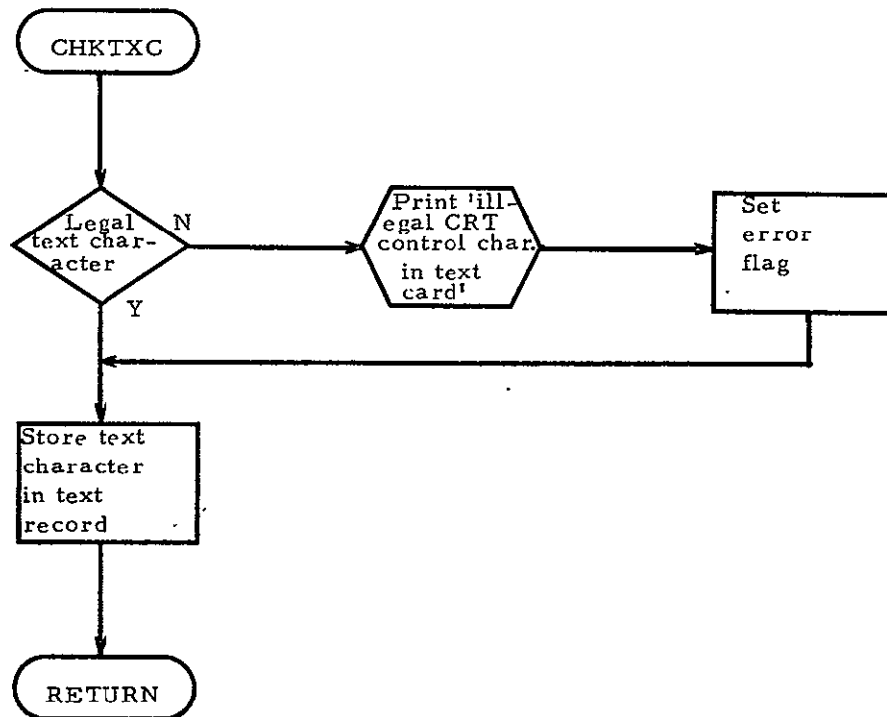 CHKTXC
Legal
text char-
acter
N
Y
Print 'ill-
egal CRT
control char.
in text
card'
Set
error
flag
Store text
character
in text
record
RETURN